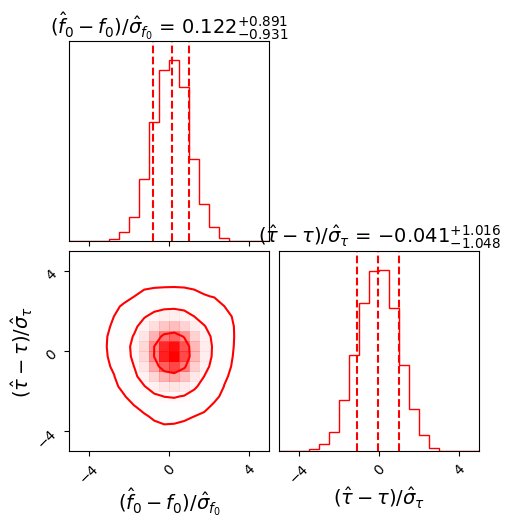 (f̂₀ − f₀)/σ̂_f₀ = 0.122^{+0.891}_{−0.931}
(τ̂ − τ)/σ̂_τ = −0.041^{+1.016}_{−1.048}
4
0
−4
(τ̂ − τ)/σ̂_τ
−4 0 4
−4 0 4
(f̂₀ − f₀)/σ̂_f₀
(τ̂ − τ)/σ̂_τ